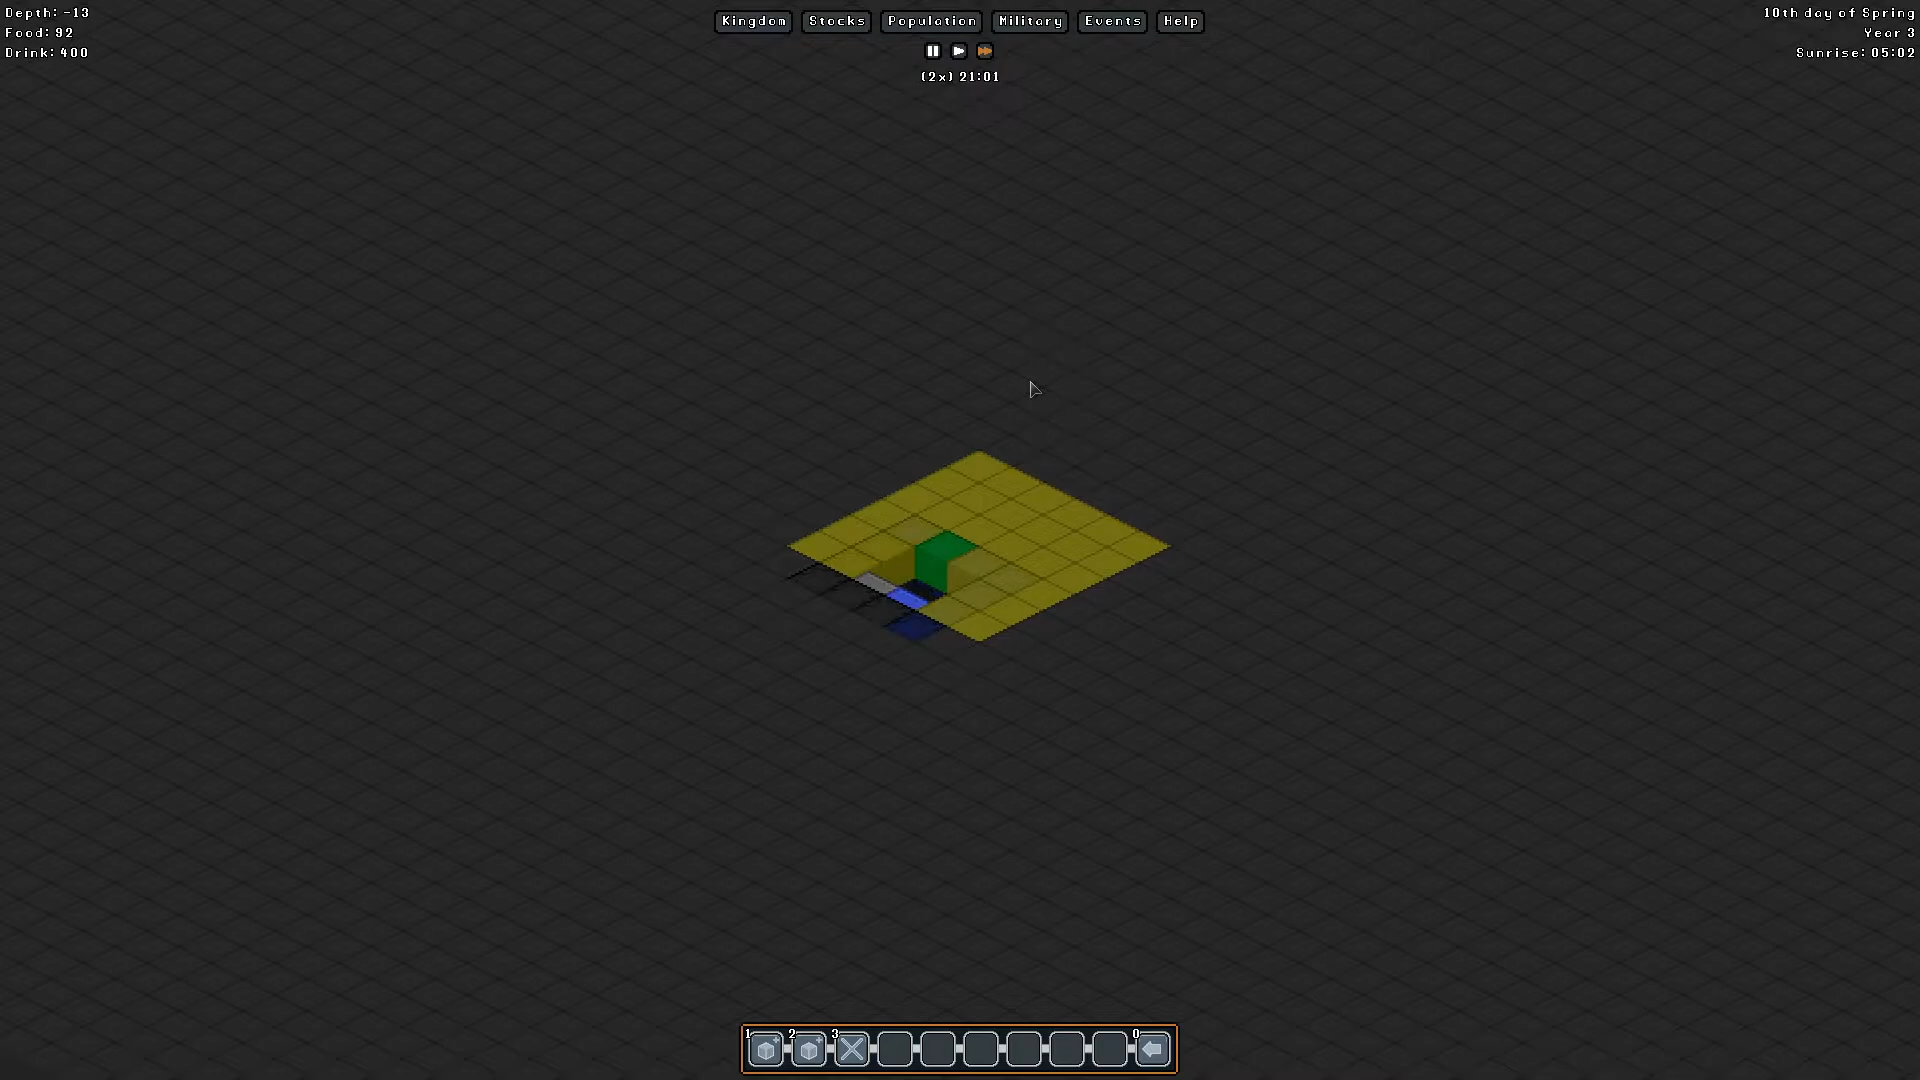 Depth: -13
Food: 92
Drink: 400
Kingdom Stocks Population Military Events Help
(2x) 21:01
10th day of Spring
Year 3
Sunrise: 05:02
1 2 3 0